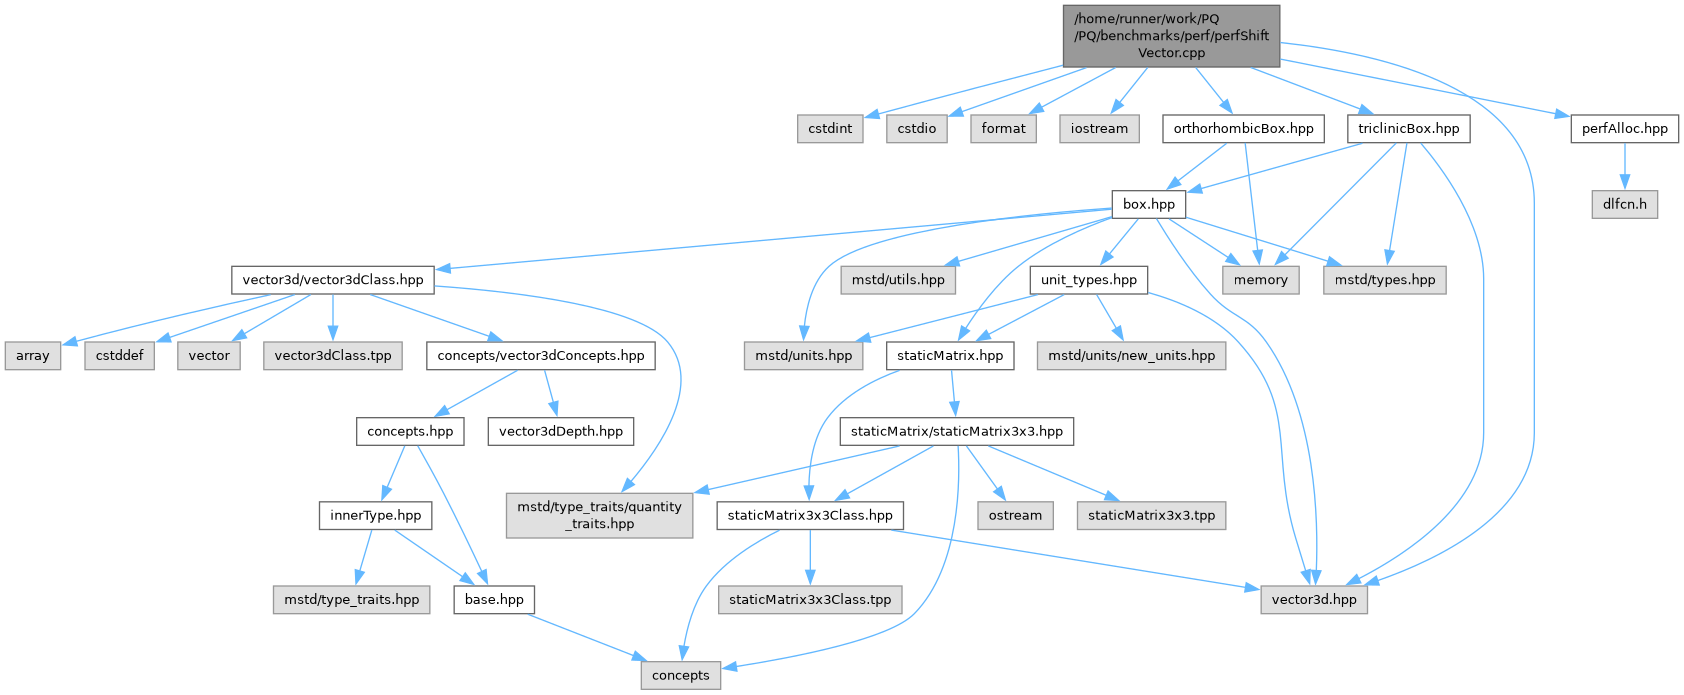 /home/runner/work/PQ
/PQ/benchmarks/perf/perfShift
Vector.cpp
cstdint
cstdio
format
iostream
orthorhombicBox.hpp
triclinicBox.hpp
perfAlloc.hpp
box.hpp
dlfcn.h
vector3d/vector3dClass.hpp
mstd/utils.hpp
unit_types.hpp
memory
mstd/types.hpp
array
cstddef
vector
vector3dClass.tpp
concepts/vector3dConcepts.hpp
mstd/units.hpp
staticMatrix.hpp
mstd/units/new_units.hpp
concepts.hpp
vector3dDepth.hpp
staticMatrix/staticMatrix3x3.hpp
innerType.hpp
mstd/type_traits/quantity
_traits.hpp
staticMatrix3x3Class.hpp
ostream
staticMatrix3x3.tpp
mstd/type_traits.hpp
base.hpp
staticMatrix3x3Class.tpp
vector3d.hpp
concepts